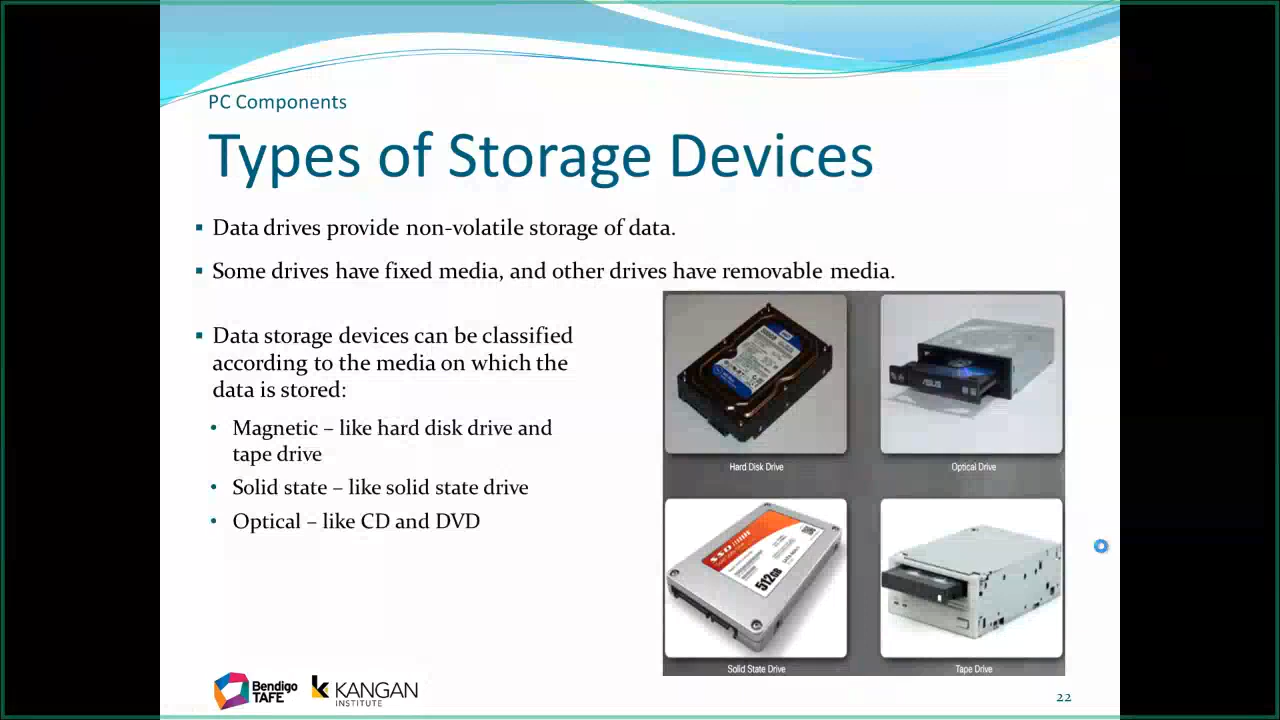 PC Components
Types of Storage Devices
▪ Data drives provide non-volatile storage of data.
▪ Some drives have fixed media, and other drives have removable media.
▪ Data storage devices can be classified
according to the media on which the
data is stored:
• Magnetic – like hard disk drive and
tape drive
• Solid state – like solid state drive
• Optical – like CD and DVD
ASUS
Hard Disk Drive
Optical Drive
SSD
512GB
Solid State Drive
Tape Drive
Bendigo
TAFE
KANGAN
INSTITUTE
22